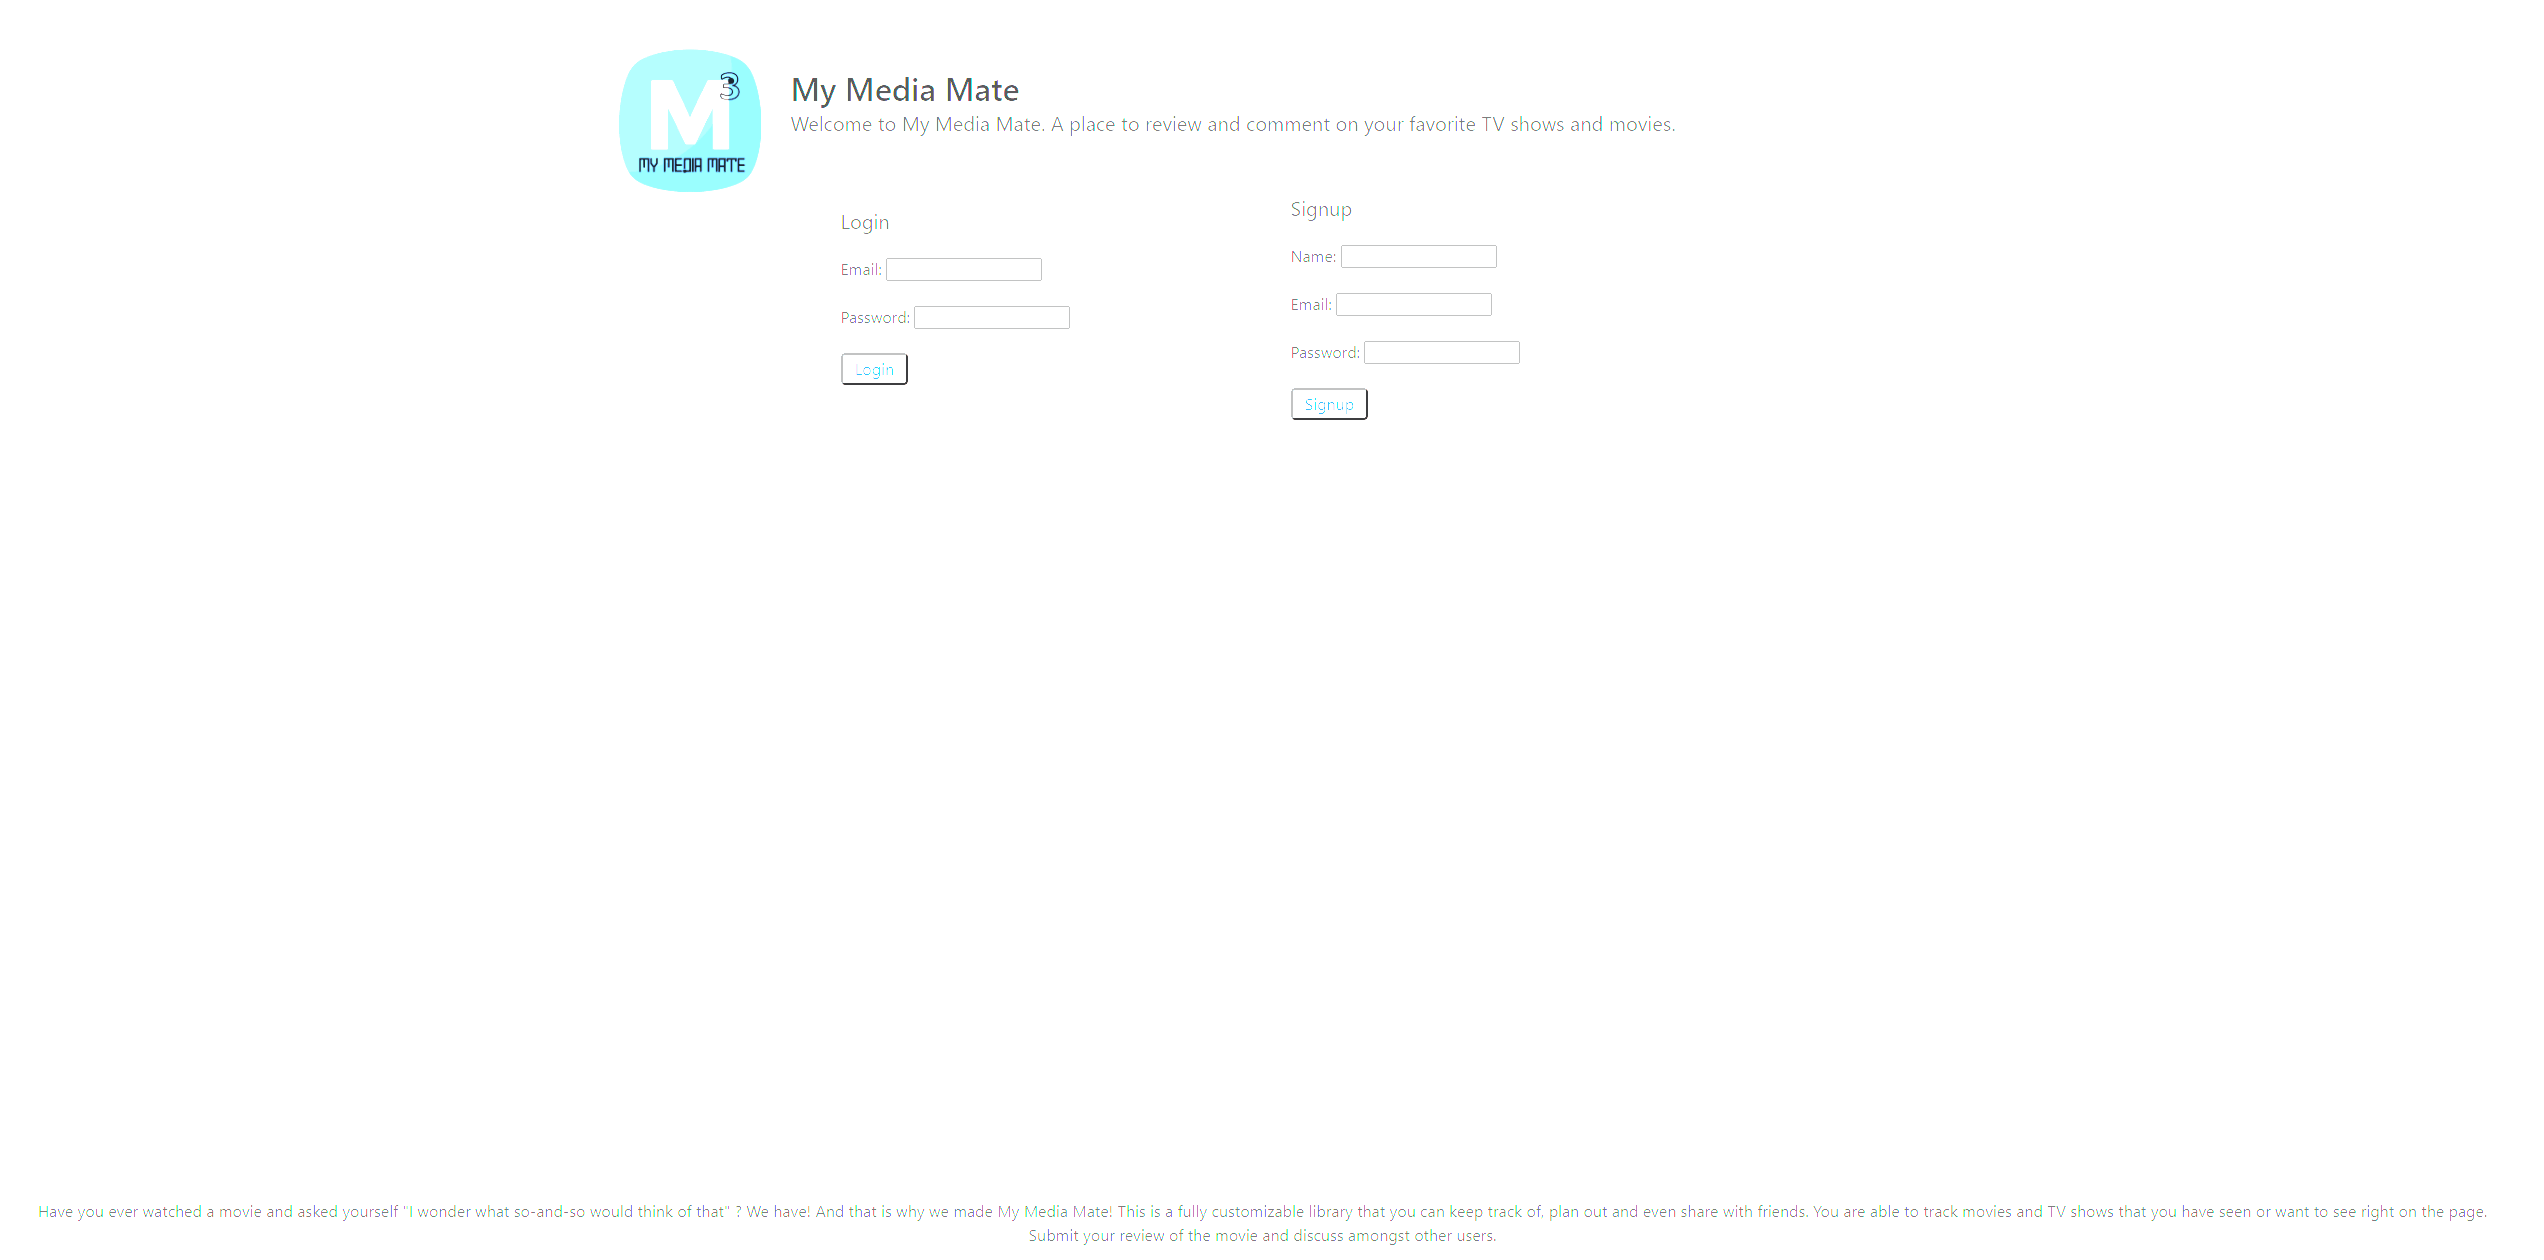 M3
MY MEDIA MATE
My Media Mate
Welcome to My Media Mate. A place to review and comment on your favorite TV shows and movies.
Login
Email:
Password:
Login
Signup
Name:
Email:
Password:
Signup
Have you ever watched a movie and asked yourself "I wonder what so-and-so would think of that" ? We have! And that is why we made My Media Mate! This is a fully customizable library that you can keep track of, plan out and even share with friends. You are able to track movies and TV shows that you have seen or want to see right on the page.
Submit your review of the movie and discuss amongst other users.